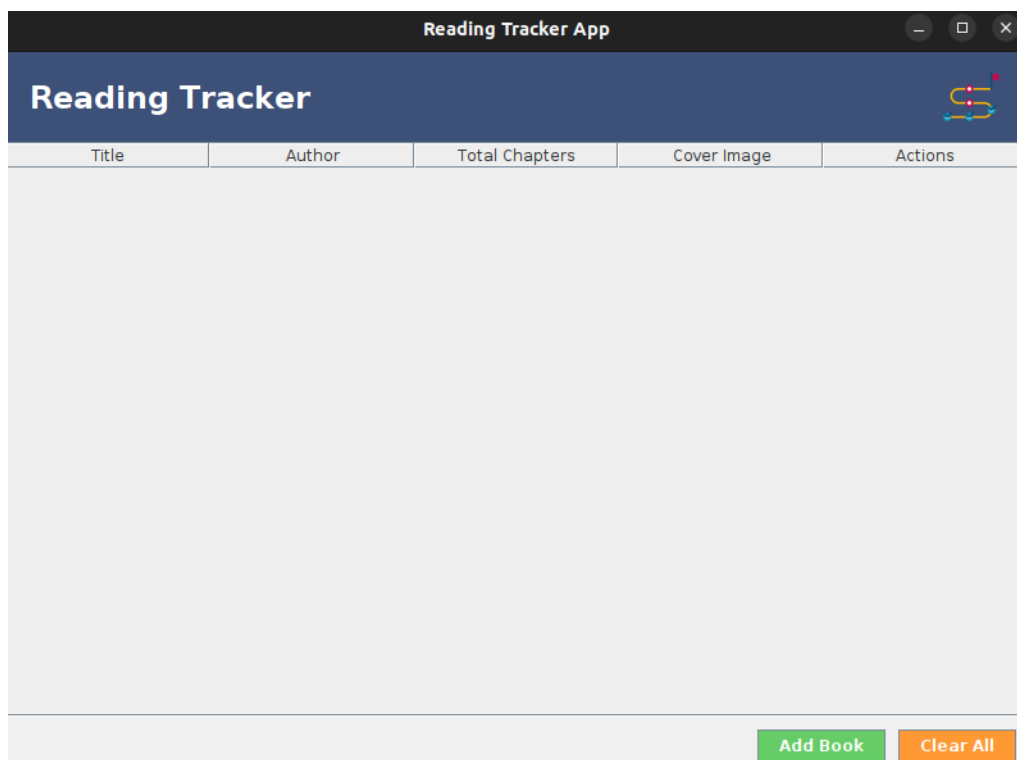 Reading Tracker App
Reading Tracker
Title Author Total Chapters Cover Image Actions
Add Book Clear All